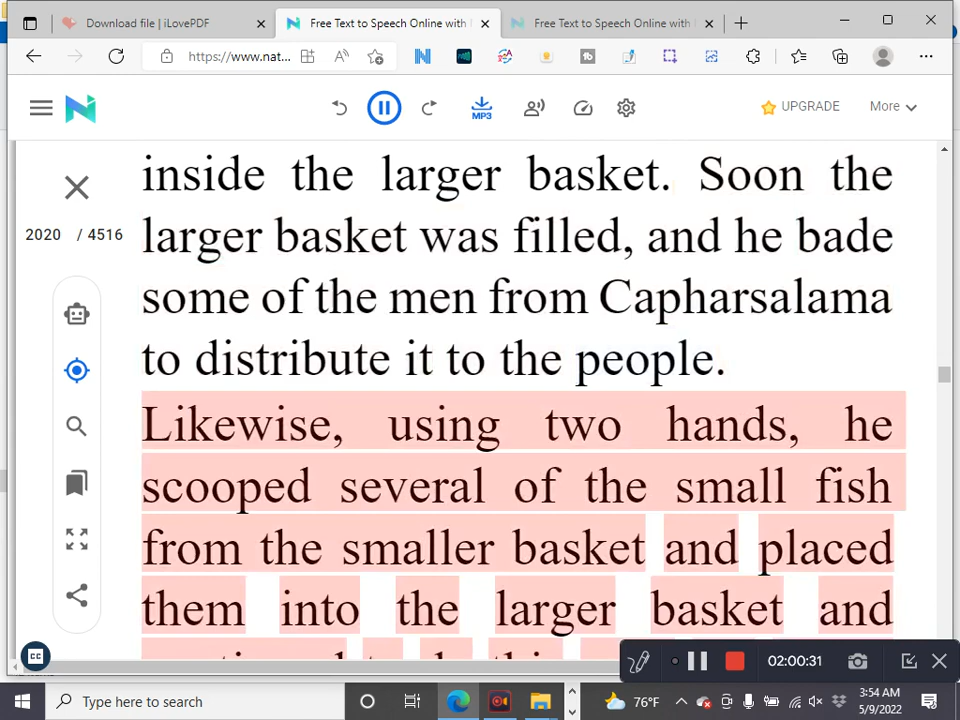 Download file | iLovePDF
Free Text to Speech Online with
Free Text to Speech Online with
https://www.nat...
UPGRADE
More
MP3
2020 / 4516
inside the larger basket. Soon the
larger basket was filled, and he bade
some of the men from Capharsalama
to distribute it to the people.
Likewise, using two hands, he
scooped several of the small fish
from the smaller basket and placed
them into the larger basket and
CC
02:00:31
Type here to search
76°F
3:54 AM
5/9/2022